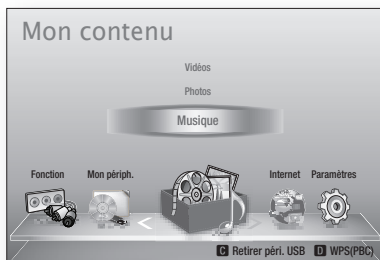 Mon contenu
Vidéos
Photos
Musique
Fonction Mon périph. Internet Paramètres
C Retirer péri. USB D WPS(PBC)